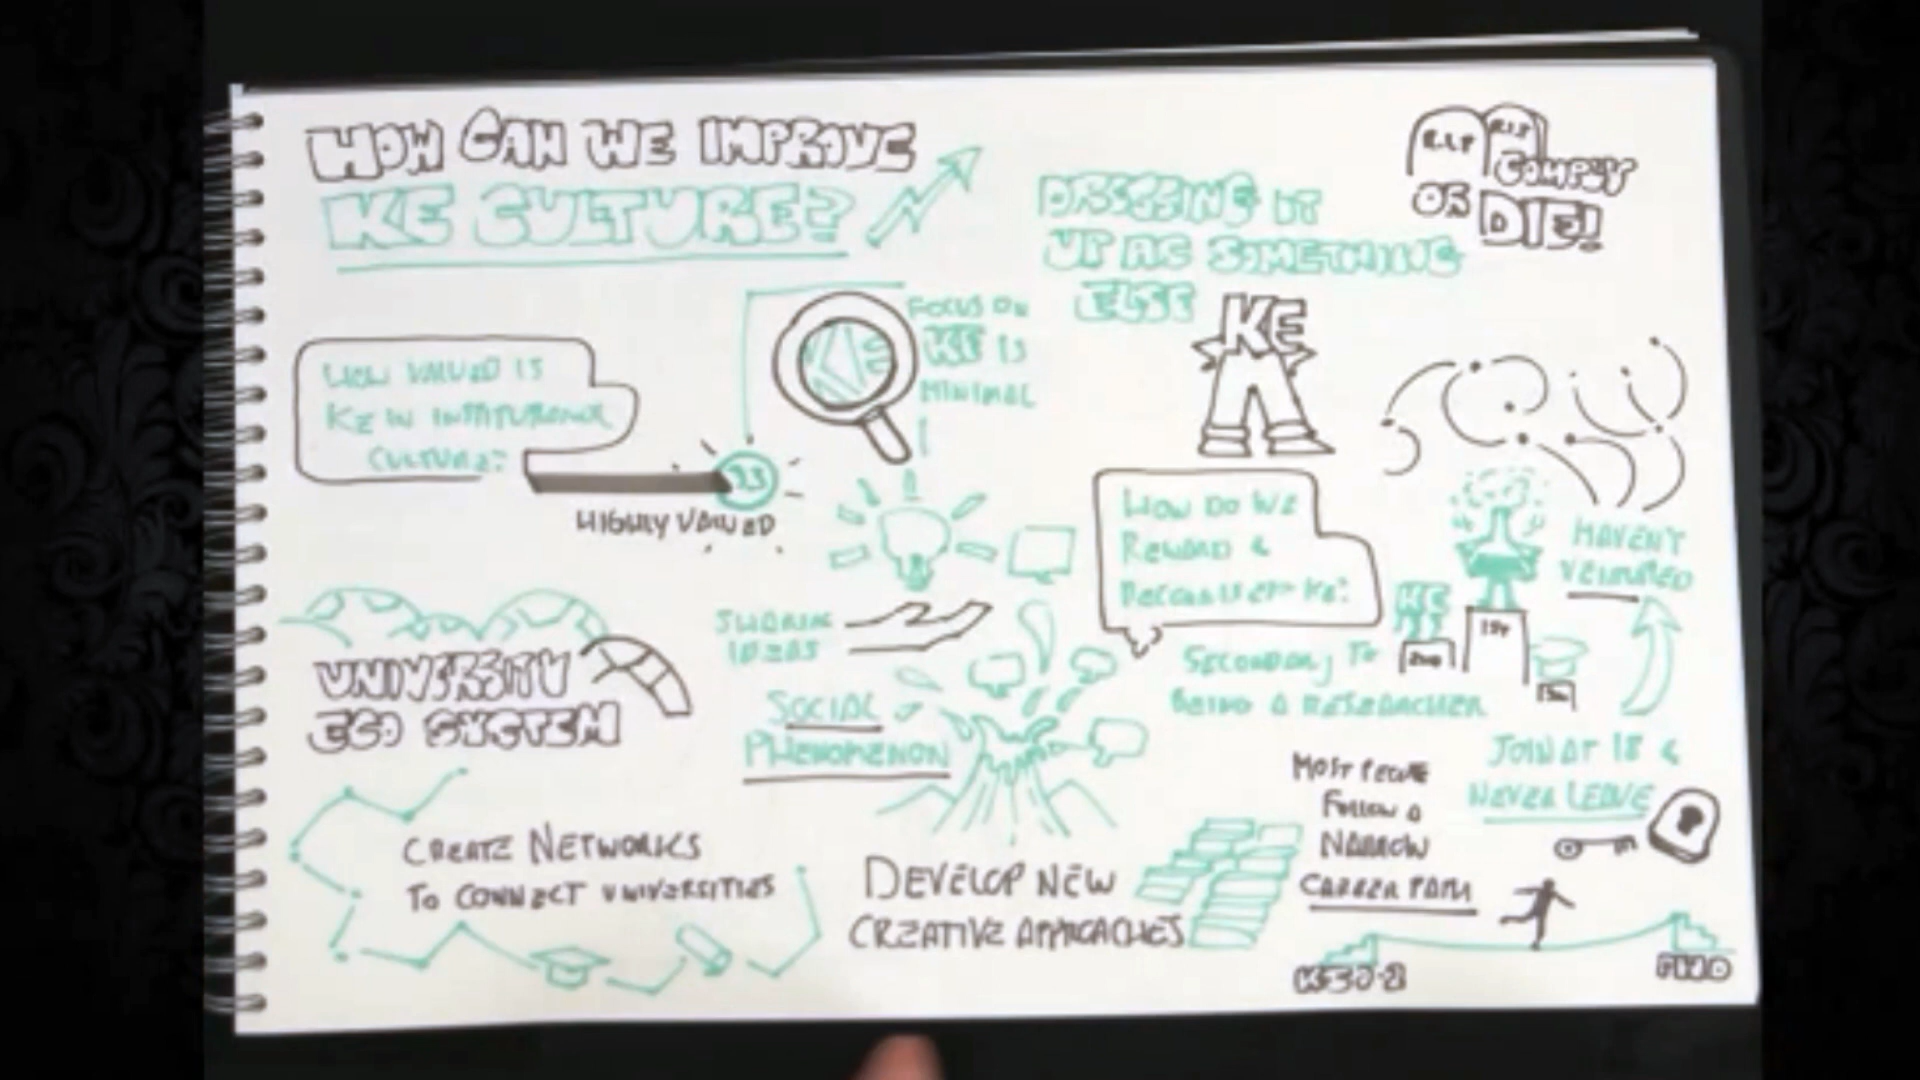 HOW CAN WE IMPROVE
KE CULTURE?
DRESSING IT
UP AS SOMETHING
ELSE
R.I.P
R.I.P
COMPLY
OR DIE!
KE
FOCUS ON
KE IS
MINIMAL
KE
HOW VALUED IS
KE IN INSTITUTIONAL
CULTURE?
HIGHLY VALUED
HOW DO WE
REWARD &
RECOGNISE KE?
HAVEN'T
VENTURED
KE
1ST
2ND
SECONDARY TO
BEING A RESEARCHER
SHARING
IDEAS
SOCIAL
PHENOMENON
UNIVERSITY
ECO SYSTEM
CREATE NETWORKS
TO CONNECT UNIVERSITIES
DEVELOP NEW
CREATIVE APPROACHES
MOST PEOPLE
FOLLOW A
NARROW
CAREER PATH
JOIN AT 18 &
NEVER LEAVE